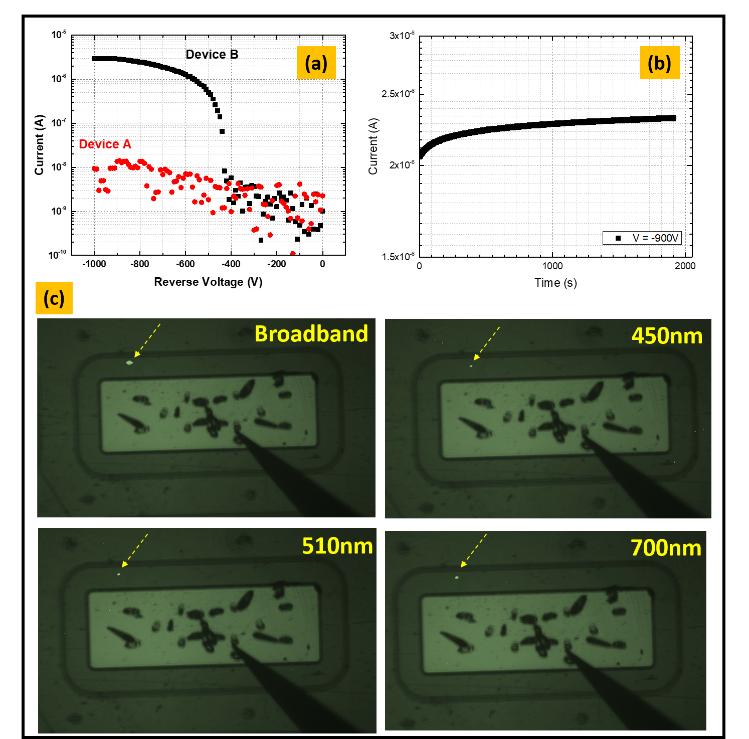 10⁻⁵
10⁻⁶
10⁻⁷
10⁻⁸
10⁻⁹
10⁻¹⁰
Current (A)
Device B
Device A
(a)
-1000 -800 -600 -400 -200 0
Reverse Voltage (V)
3x10⁻⁶
2.5x10⁻⁶
2x10⁻⁶
1.5x10⁻⁶
Current (A)
(b)
V = -900V
0 1000 2000
Time (s)
(c)
Broadband
450nm
510nm
700nm